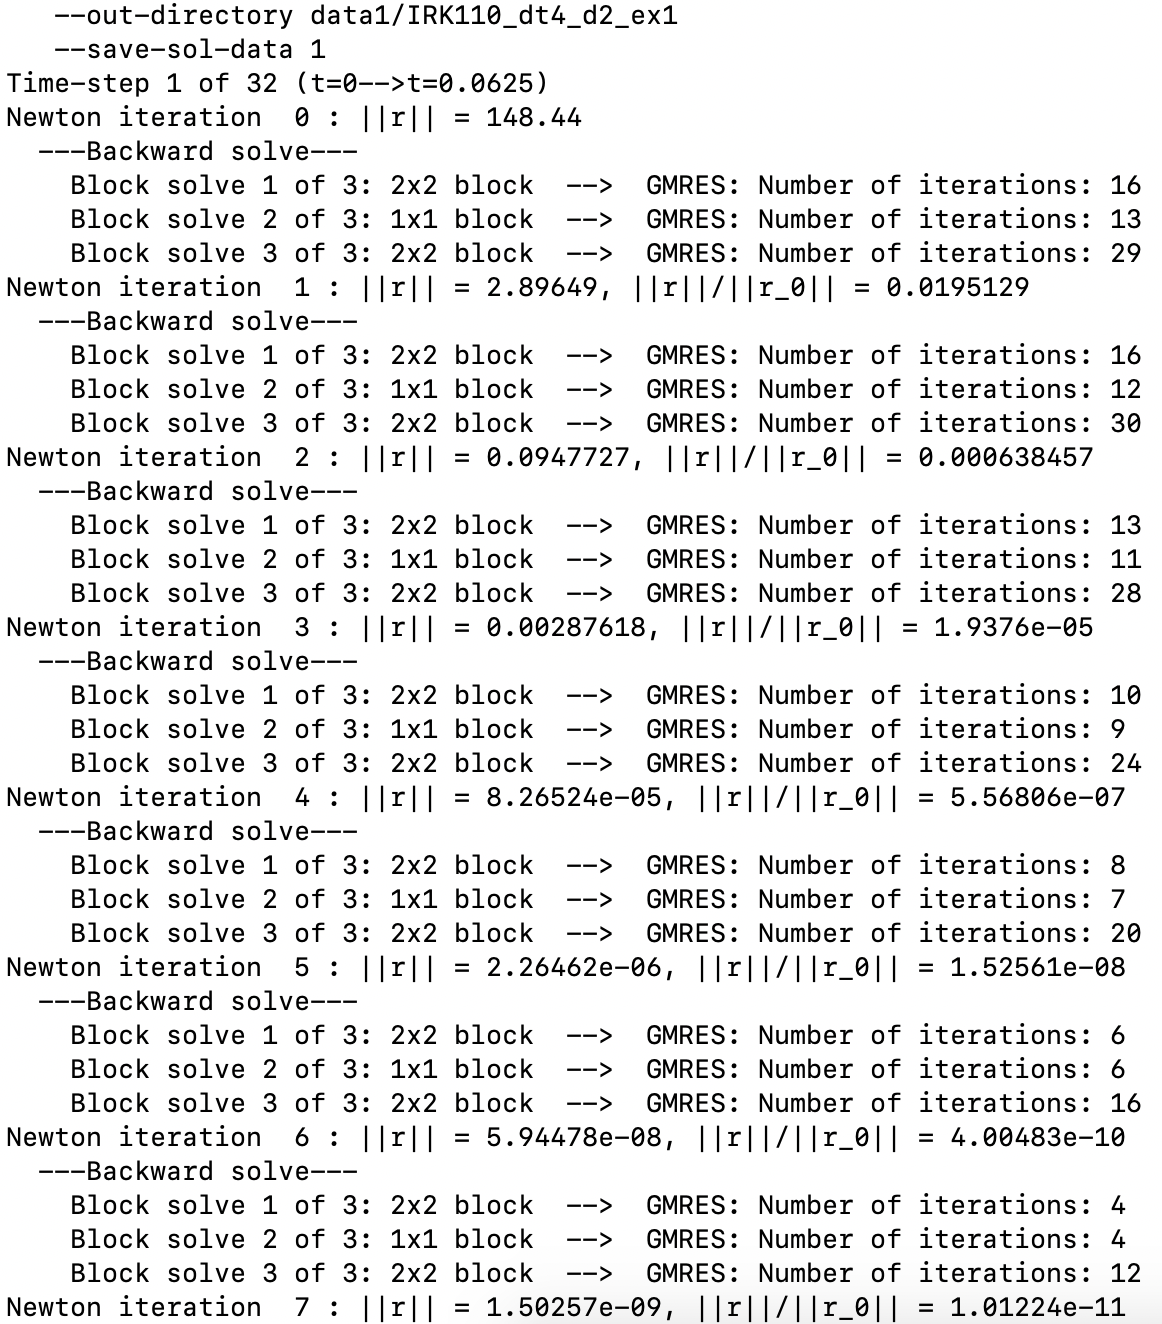 --out-directory data1/IRK110_dt4_d2_ex1
--save-sol-data 1
Time-step 1 of 32 (t=0-->t=0.0625)
Newton iteration  0 : ||r|| = 148.44
---Backward solve---
Block solve 1 of 3: 2x2 block  -->  GMRES: Number of iterations: 16
Block solve 2 of 3: 1x1 block  -->  GMRES: Number of iterations: 13
Block solve 3 of 3: 2x2 block  -->  GMRES: Number of iterations: 29
Newton iteration  1 : ||r|| = 2.89649, ||r||/||r_0|| = 0.0195129
---Backward solve---
Block solve 1 of 3: 2x2 block  -->  GMRES: Number of iterations: 16
Block solve 2 of 3: 1x1 block  -->  GMRES: Number of iterations: 12
Block solve 3 of 3: 2x2 block  -->  GMRES: Number of iterations: 30
Newton iteration  2 : ||r|| = 0.0947727, ||r||/||r_0|| = 0.000638457
---Backward solve---
Block solve 1 of 3: 2x2 block  -->  GMRES: Number of iterations: 13
Block solve 2 of 3: 1x1 block  -->  GMRES: Number of iterations: 11
Block solve 3 of 3: 2x2 block  -->  GMRES: Number of iterations: 28
Newton iteration  3 : ||r|| = 0.00287618, ||r||/||r_0|| = 1.9376e-05
---Backward solve---
Block solve 1 of 3: 2x2 block  -->  GMRES: Number of iterations: 10
Block solve 2 of 3: 1x1 block  -->  GMRES: Number of iterations: 9
Block solve 3 of 3: 2x2 block  -->  GMRES: Number of iterations: 24
Newton iteration  4 : ||r|| = 8.26524e-05, ||r||/||r_0|| = 5.56806e-07
---Backward solve---
Block solve 1 of 3: 2x2 block  -->  GMRES: Number of iterations: 8
Block solve 2 of 3: 1x1 block  -->  GMRES: Number of iterations: 7
Block solve 3 of 3: 2x2 block  -->  GMRES: Number of iterations: 20
Newton iteration  5 : ||r|| = 2.26462e-06, ||r||/||r_0|| = 1.52561e-08
---Backward solve---
Block solve 1 of 3: 2x2 block  -->  GMRES: Number of iterations: 6
Block solve 2 of 3: 1x1 block  -->  GMRES: Number of iterations: 6
Block solve 3 of 3: 2x2 block  -->  GMRES: Number of iterations: 16
Newton iteration  6 : ||r|| = 5.94478e-08, ||r||/||r_0|| = 4.00483e-10
---Backward solve---
Block solve 1 of 3: 2x2 block  -->  GMRES: Number of iterations: 4
Block solve 2 of 3: 1x1 block  -->  GMRES: Number of iterations: 4
Block solve 3 of 3: 2x2 block  -->  GMRES: Number of iterations: 12
Newton iteration  7 : ||r|| = 1.50257e-09, ||r||/||r_0|| = 1.01224e-11